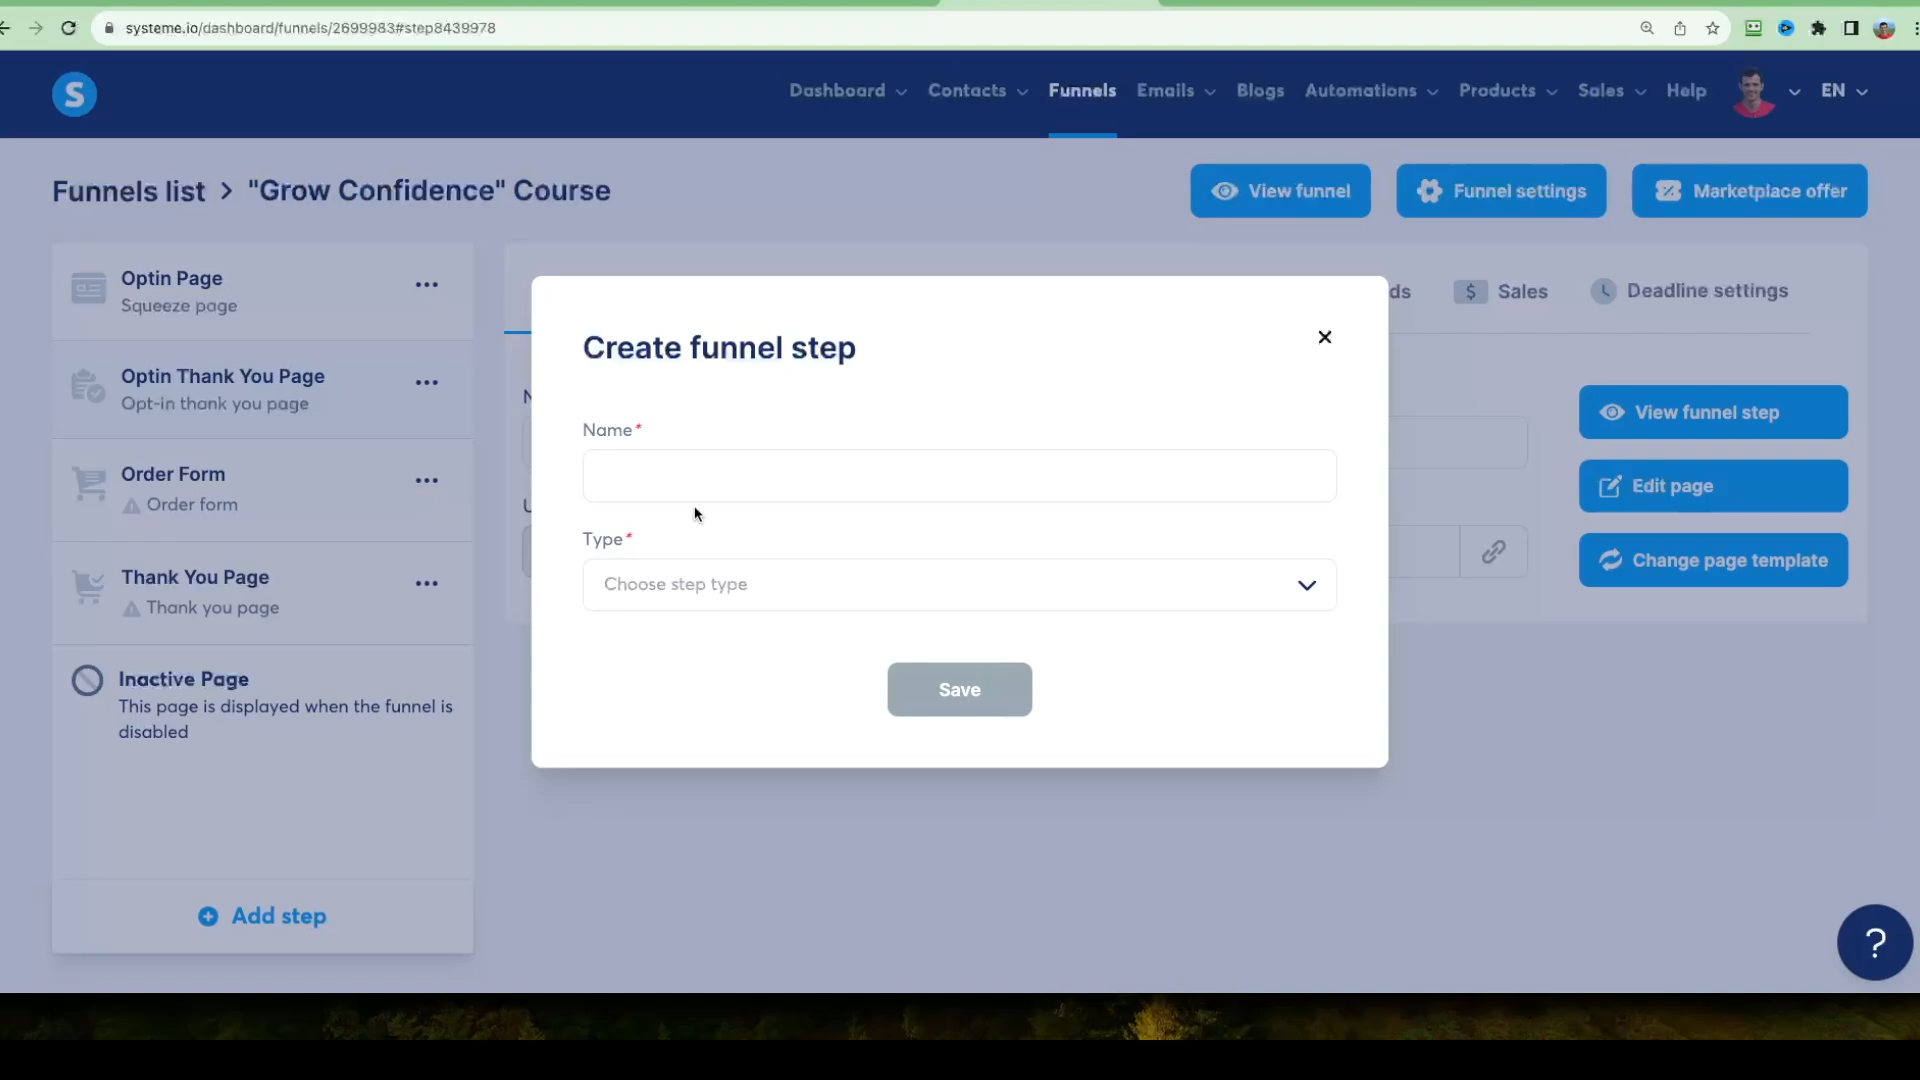 systeme.io/dashboard/funnels/2699983#step8439978
S
Dashboard
Contacts
Funnels
Emails
Blogs
Automations
Products
Sales
Help
EN
Funnels list > "Grow Confidence" Course
View funnel
Funnel settings
Marketplace offer
Optin Page
Squeeze page
Optin Thank You Page
Opt-in thank you page
Order Form
Order form
Thank You Page
Thank you page
Inactive Page
This page is displayed when the funnel is
disabled
Add step
ds
$ Sales
Deadline settings
Create funnel step
Name*
Type*
Choose step type
Save
View funnel step
Edit page
Change page template
?